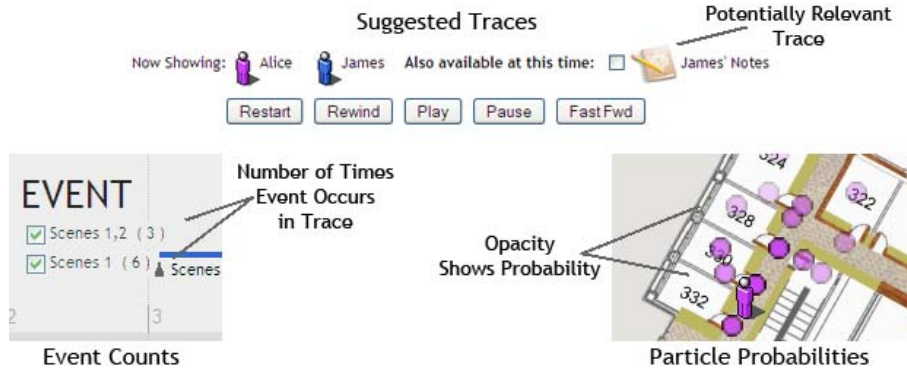 Suggested Traces
Potentially Relevant
Trace
Now Showing: Alice James Also available at this time: James' Notes
Restart Rewind Play Pause Fast Fwd
EVENT
Scenes 1,2 ( 3 )
Scenes 1 ( 6 )
Scenes
2 3
Number of Times
Event Occurs
in Trace
Event Counts
Opacity
Shows Probability
324
322
328
330
332
Particle Probabilities